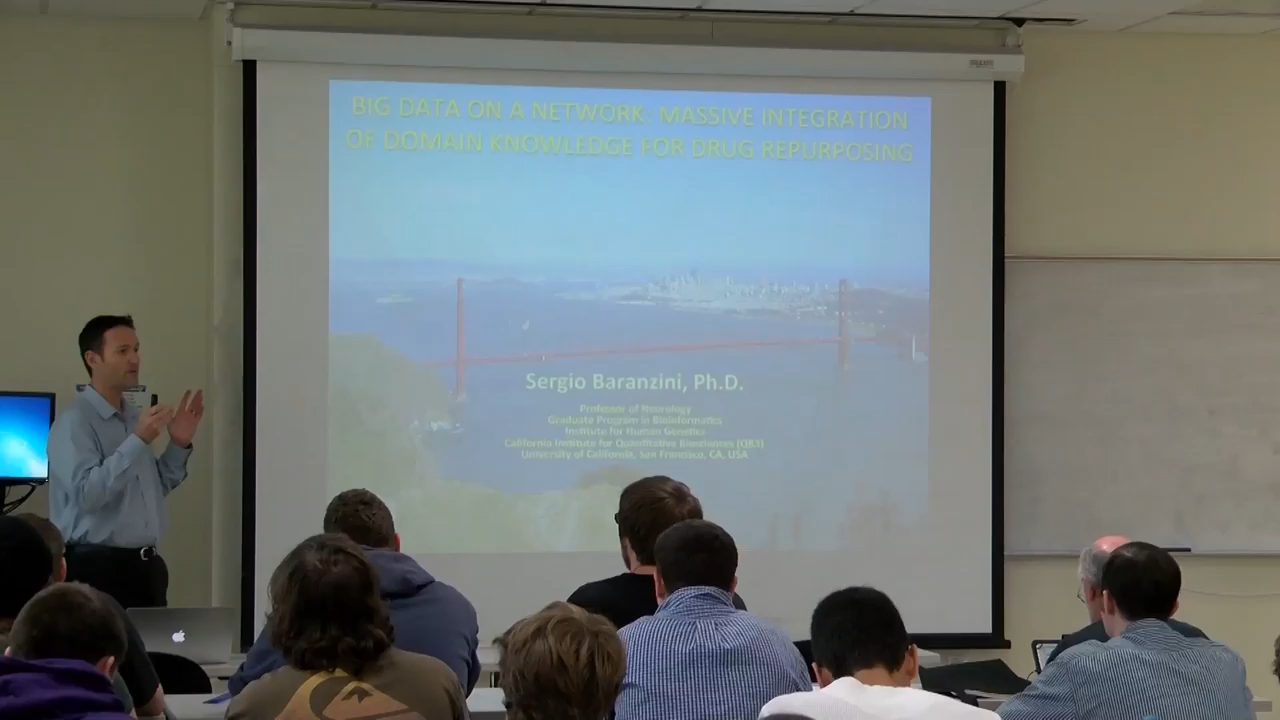 BIG DATA ON A NETWORK: MASSIVE INTEGRATION
OF DOMAIN KNOWLEDGE FOR DRUG REPURPOSING
Sergio Baranzini, Ph.D.
Professor of Neurology
Graduate Program in Bioinformatics
Institute for Human Genetics
California Institute for Quantitative Biosciences (QB3)
University of California, San Francisco, CA, USA